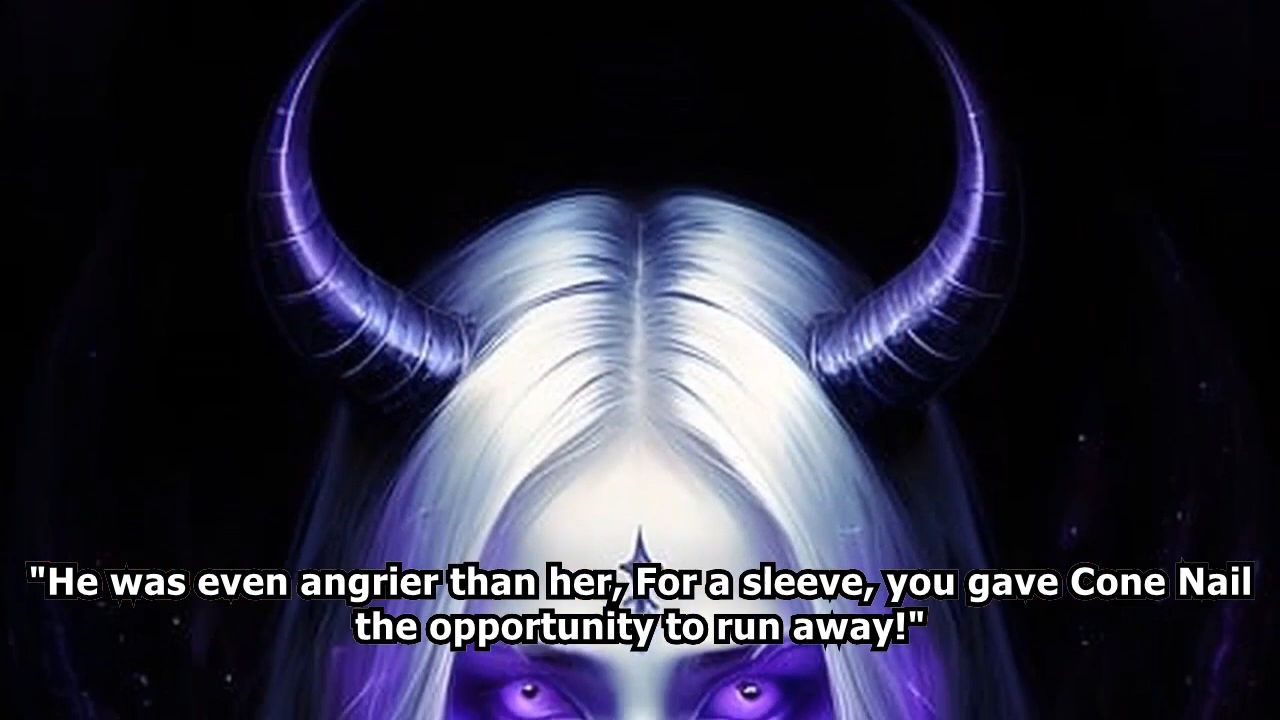 "He was even angrier than her, For a sleeve, you gave Cone Nail
the opportunity to run away!"